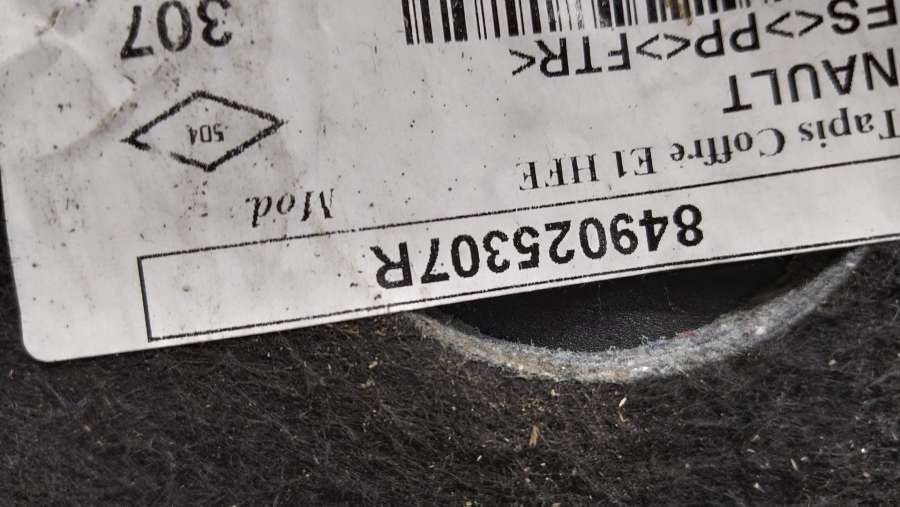 849025307R
Tapis Coffre E1 HFE
Mod.
NAULT
504
ES<>PP<>FTR<
307